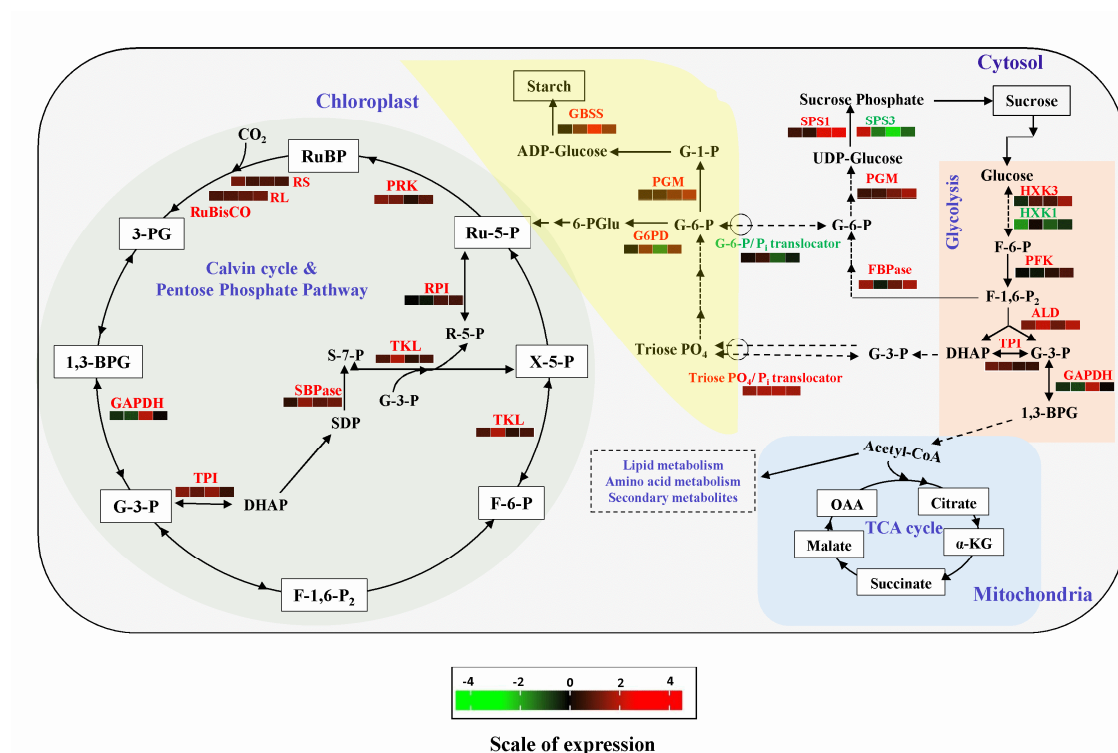 Cytosol
Chloroplast
Starch
GBSS
ADP-Glucose
G-1-P
PGM
6-PGlu
G-6-P
G6PD
Sucrose Phosphate
Sucrose
SPS1
SPS3
UDP-Glucose
PGM
G-6-P
G-6-P/ Pi translocator
FBPase
Glucose
HXK3
HXK1
Glycolysis
F-6-P
PFK
F-1,6-P2
ALD
TPI
DHAP
G-3-P
GAPDH
1,3-BPG
G-3-P
Triose PO4
Triose PO4/ Pi translocator
CO2
RuBP
RS
RL
RuBisCO
PRK
3-PG
Ru-5-P
Calvin cycle &
Pentose Phosphate Pathway
RPI
R-5-P
TKL
S-7-P
1,3-BPG
X-5-P
G-3-P
SBPase
SDP
GAPDH
TKL
TPI
G-3-P
DHAP
F-6-P
F-1,6-P2
Lipid metabolism
Amino acid metabolism
Secondary metabolites
Acetyl-CoA
OAA
Citrate
TCA cycle
Malate
α-KG
Succinate
Mitochondria
-4 -2 0 2 4
Scale of expression